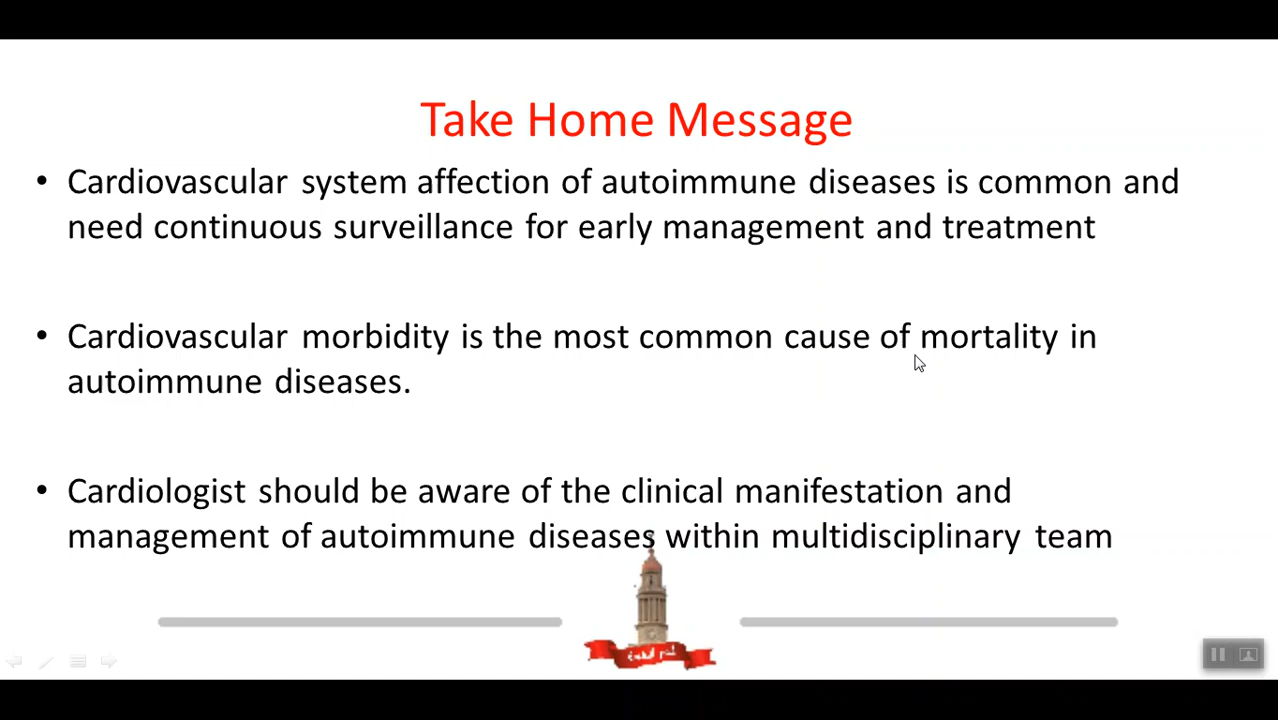 Take Home Message
• Cardiovascular system affection of autoimmune diseases is common and
need continuous surveillance for early management and treatment
• Cardiovascular morbidity is the most common cause of mortality in
autoimmune diseases.
• Cardiologist should be aware of the clinical manifestation and
management of autoimmune diseases within multidisciplinary team